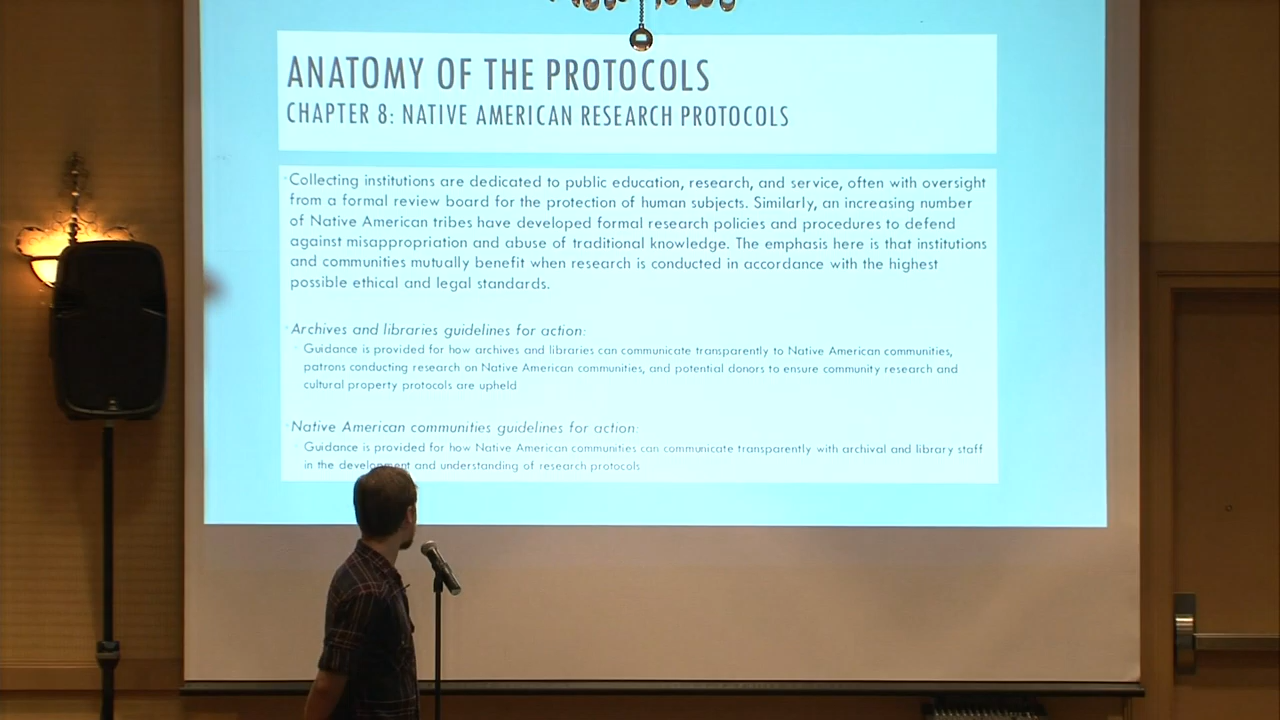 ANATOMY OF THE PROTOCOLS
CHAPTER 8: NATIVE AMERICAN RESEARCH PROTOCOLS
Collecting institutions are dedicated to public education, research, and service, often with oversight
from a formal review board for the protection of human subjects. Similarly, an increasing number
of Native American tribes have developed formal research policies and procedures to defend
against misappropriation and abuse of traditional knowledge. The emphasis here is that institutions
and communities mutually benefit when research is conducted in accordance with the highest
possible ethical and legal standards.
Archives and libraries guidelines for action:
Guidance is provided for how archives and libraries can communicate transparently to Native American communities,
patrons conducting research on Native American communities, and potential donors to ensure community research and
cultural property protocols are upheld
Native American communities guidelines for action:
Guidance is provided for how Native American communities can communicate transparently with archival and library staff
in the development and understanding of research protocols